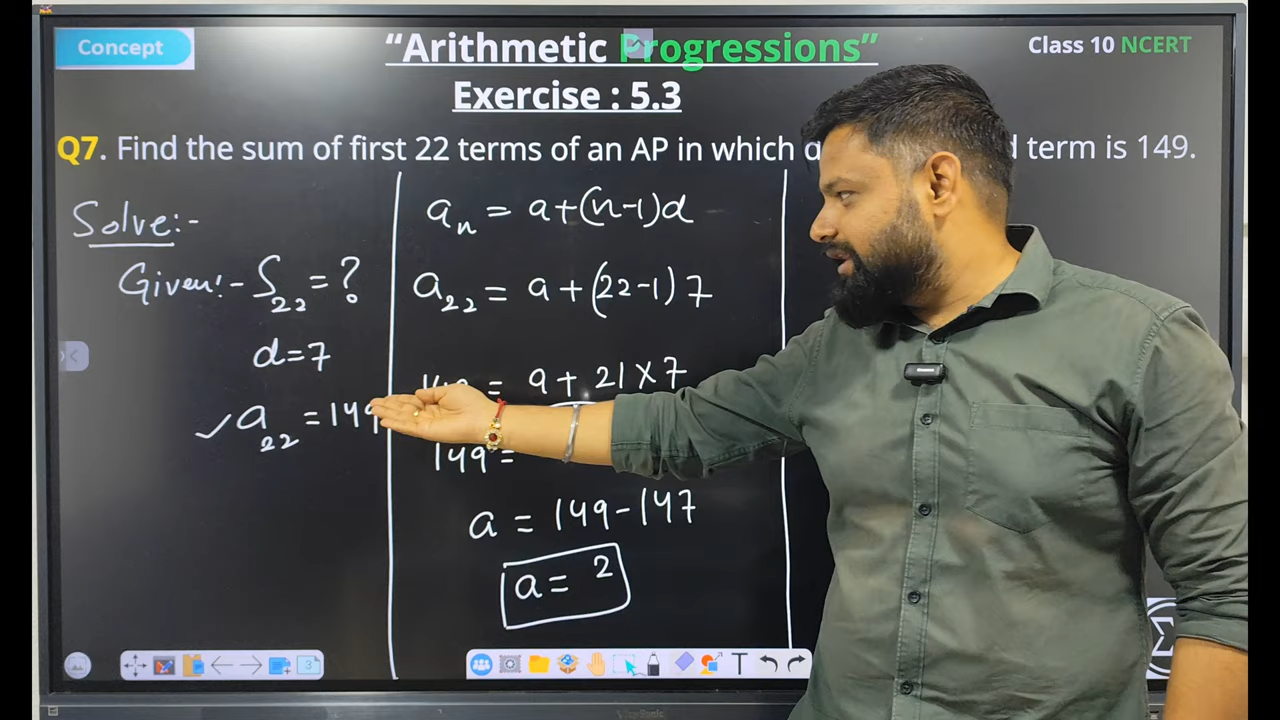 Concept
“Arithmetic Progressions”
Class 10 NCERT
Exercise : 5.3
Q7. Find the sum of first 22 terms of an AP in which term is 149.
Solve:-
Given:- S₂₂ = ?
d=7
✓ a₂₂ = 149
aₙ = a+(n-1)d
a₂₂ = a+(22-1)7
= a+ 21×7
149 =
a = 149-147
a= 2
3
T
ViewSonic